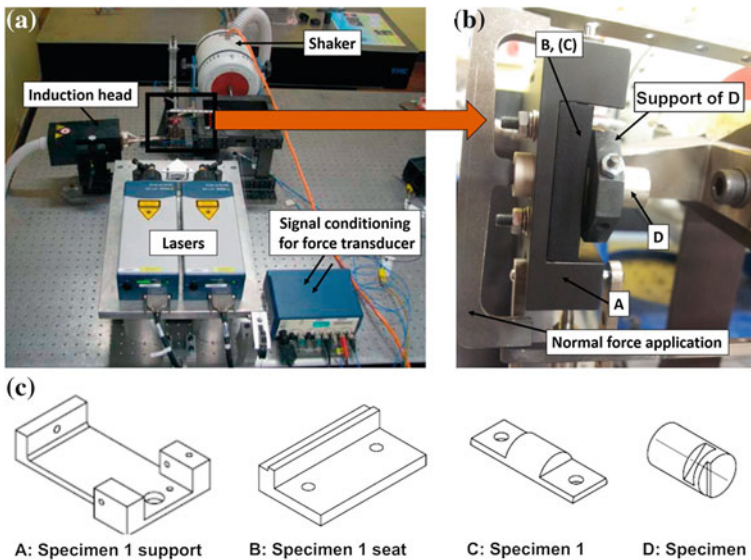 (a)
Shaker
Induction head
Lasers
Signal conditioning
for force transducer
(b)
B, (C)
Support of D
D
A
Normal force application
(c)
A: Specimen 1 support
B: Specimen 1 seat
C: Specimen 1
D: Specimen